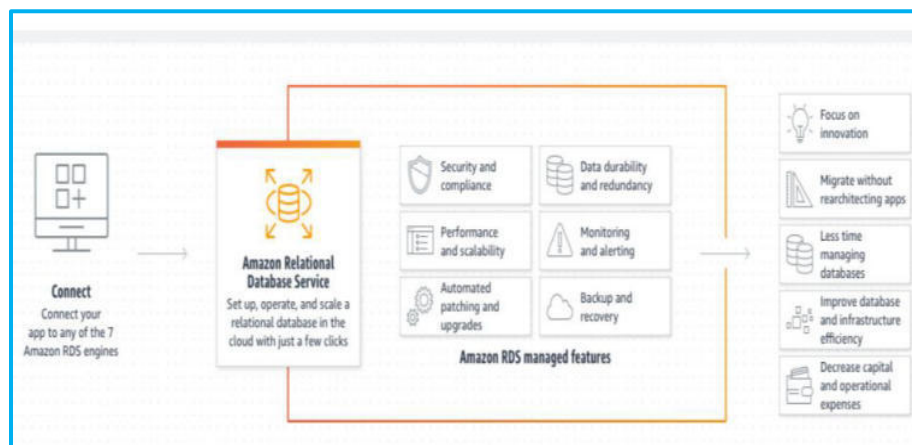 Connect
Connect your
app to any of the 7
Amazon RDS engines
Amazon Relational
Database Service
Set up, operate, and scale a
relational database in the
cloud with just a few clicks
Security and
compliance
Data durability
and redundancy
Performance
and scalability
Monitoring
and alerting
Automated
patching and
upgrades
Backup and
recovery
Amazon RDS managed features
Focus on
innovation
Migrate without
rearchitecting apps
Less time
managing
databases
Improve database
and infrastructure
efficiency
Decrease capital
and operational
expenses